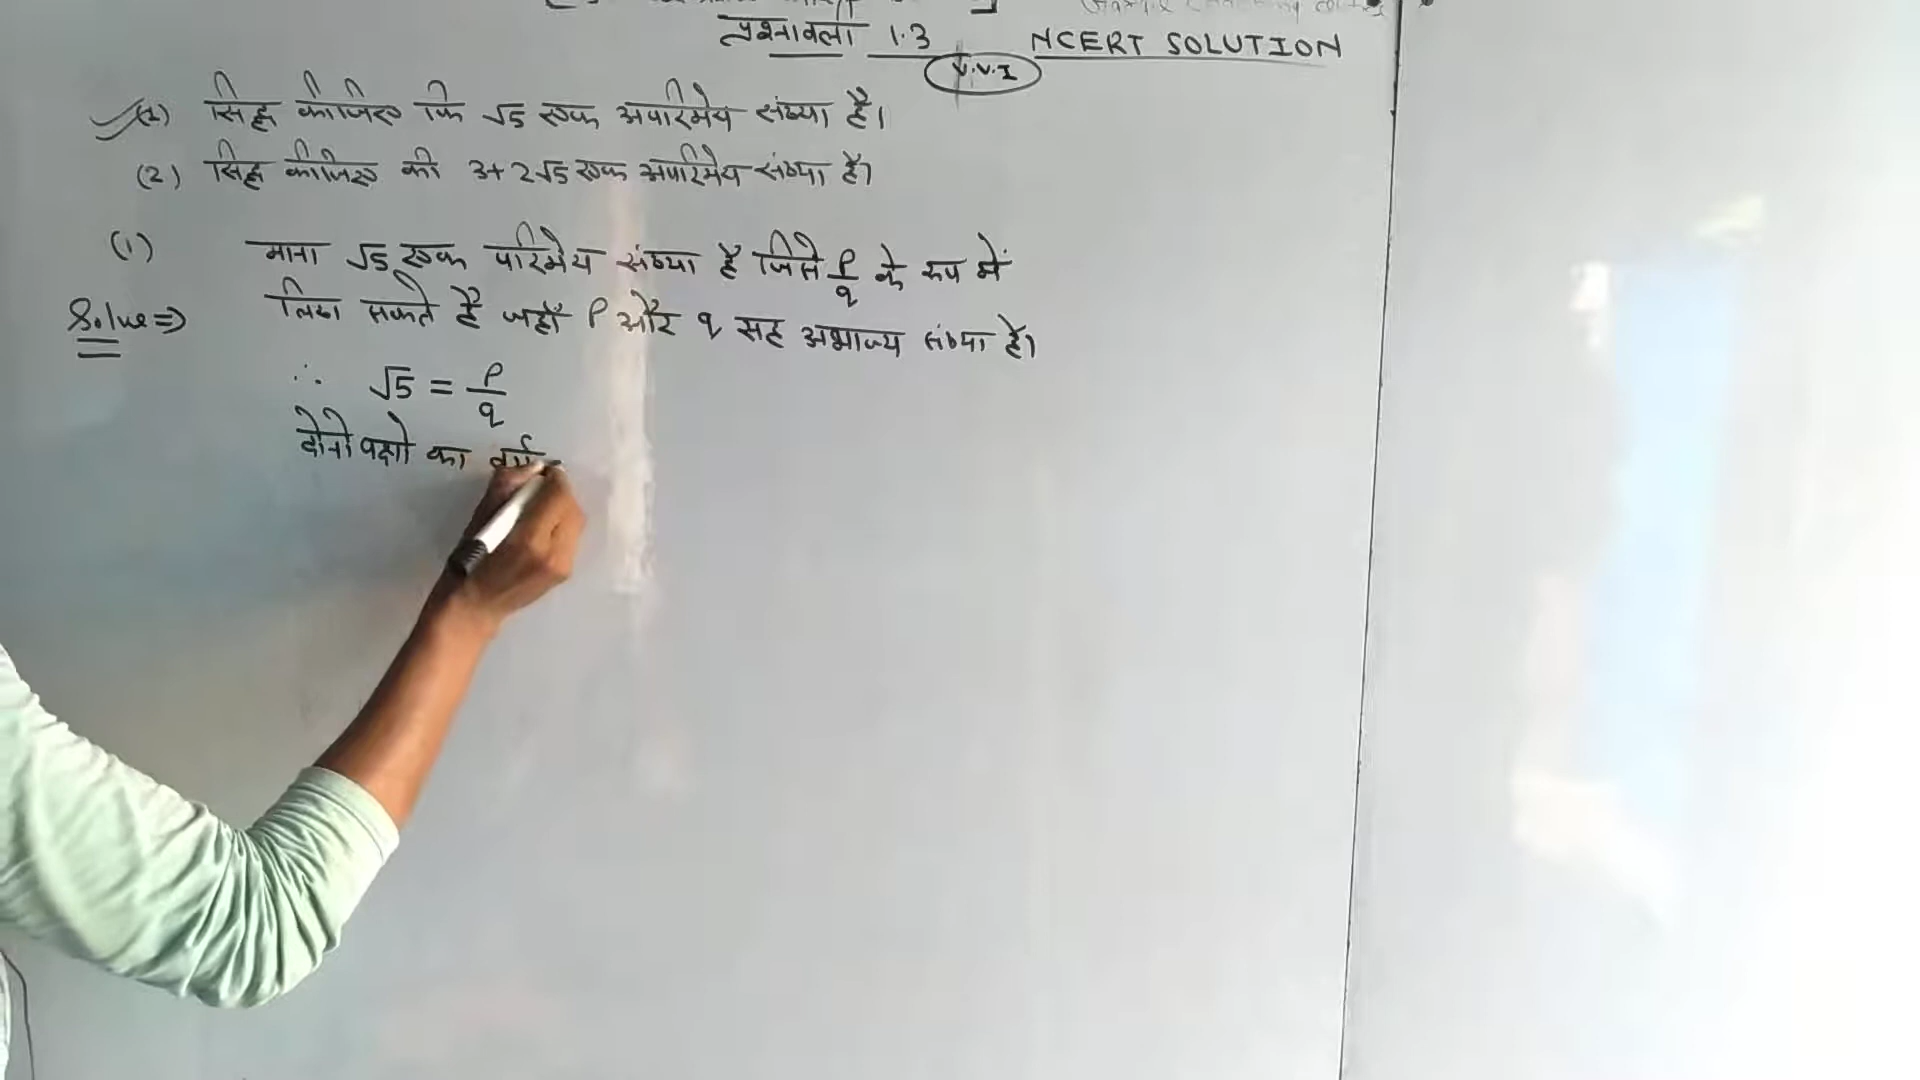 प्रश्नावली 1.3 NCERT SOLUTION
V.V.I
(1) सिद्ध कीजिए कि √5 एक अपरिमेय संख्या है।
(2) सिद्ध कीजिए की 3+2√5 एक अपरिमेय संख्या है।
(1) माना √5 एक परिमेय संख्या है जिसे p/q के रूप में
Solve⇒ लिख सकते है जहाँ p और q सह अभाज्य संख्या है।
∴ √5 = p/q
दोनो पक्षो का वर्ग